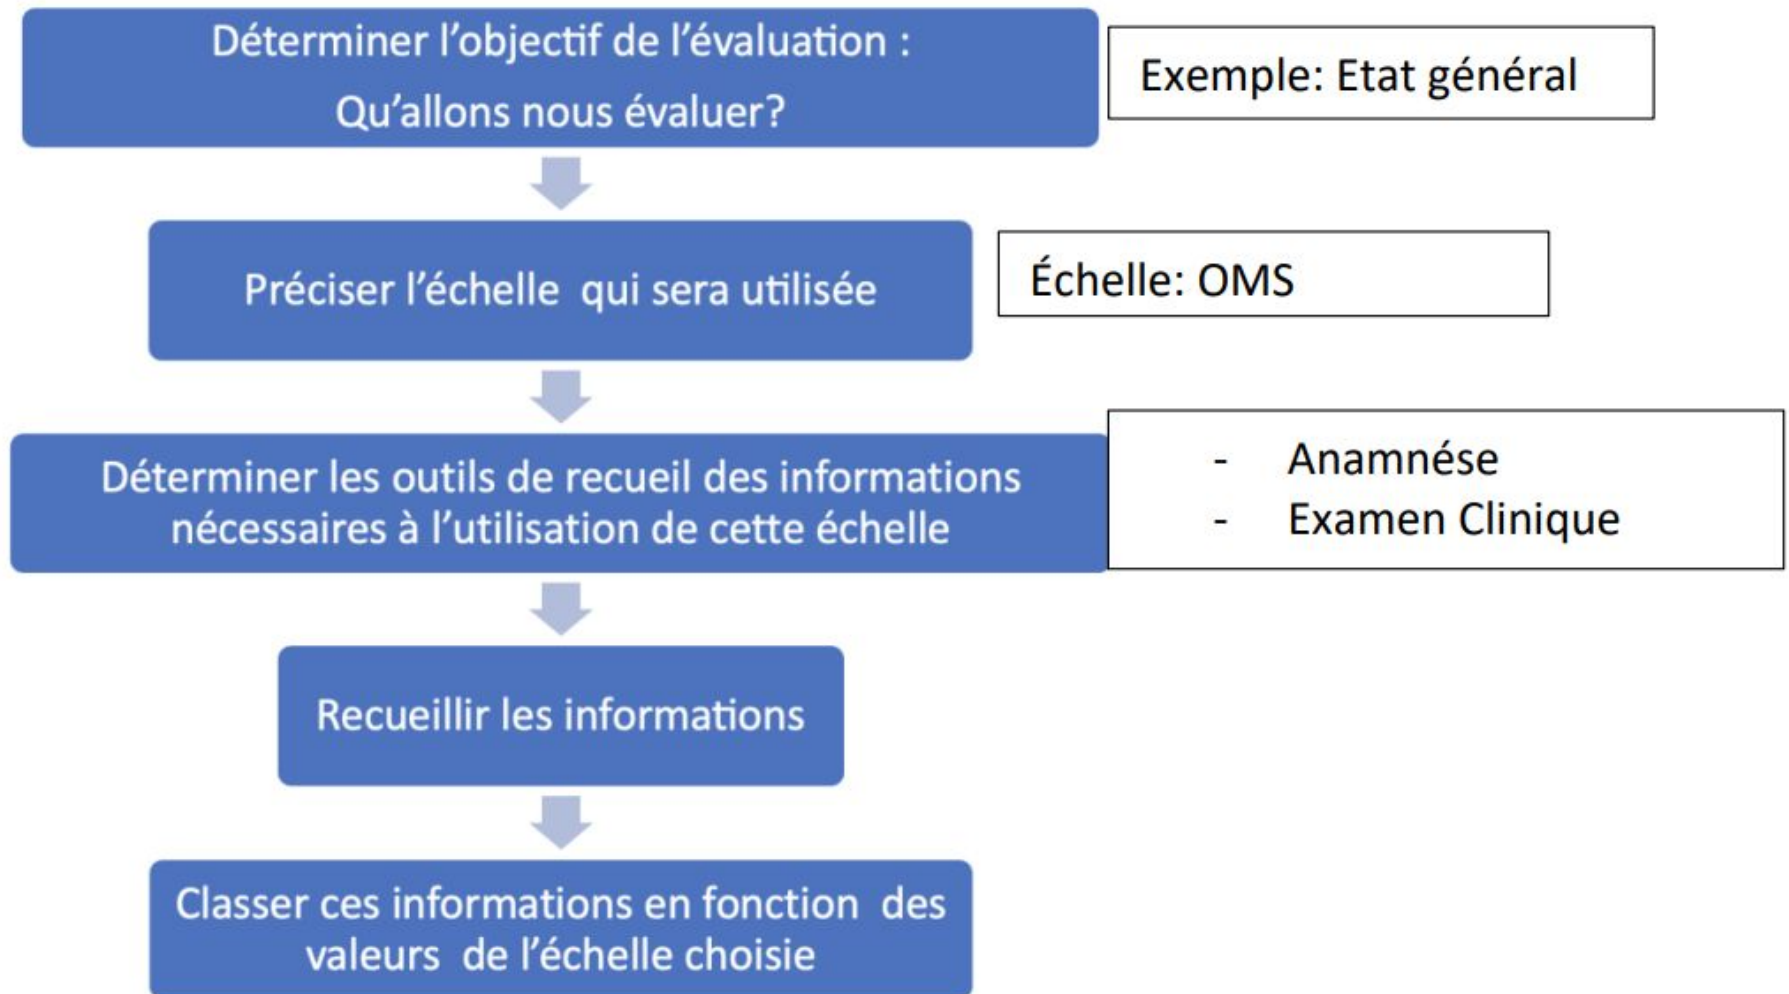 Déterminer l’objectif de l’évaluation :
Qu’allons nous évaluer?
Exemple: Etat général
Préciser l’échelle qui sera utilisée
Échelle: OMS
Déterminer les outils de recueil des informations
nécessaires à l’utilisation de cette échelle
- Anamnése
- Examen Clinique
Recueillir les informations
Classer ces informations en fonction des
valeurs de l’échelle choisie